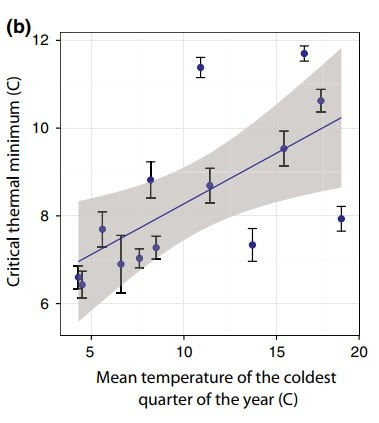 (b)
12
10
8
6
Critical thermal minimum (C)
5 10 15 20
Mean temperature of the coldest
quarter of the year (C)